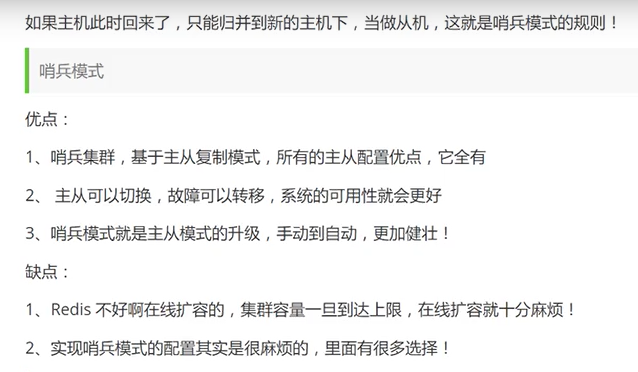 如果主机此时回来了，只能归并到新的主机下，当做从机，这就是哨兵模式的规则！
哨兵模式
优点：
1、哨兵集群，基于主从复制模式，所有的主从配置优点，它全有
2、 主从可以切换，故障可以转移，系统的可用性就会更好
3、哨兵模式就是主从模式的升级，手动到自动，更加健壮！
缺点：
1、Redis 不好啊在线扩容的，集群容量一旦到达上限，在线扩容就十分麻烦！
2、实现哨兵模式的配置其实是很麻烦的，里面有很多选择！